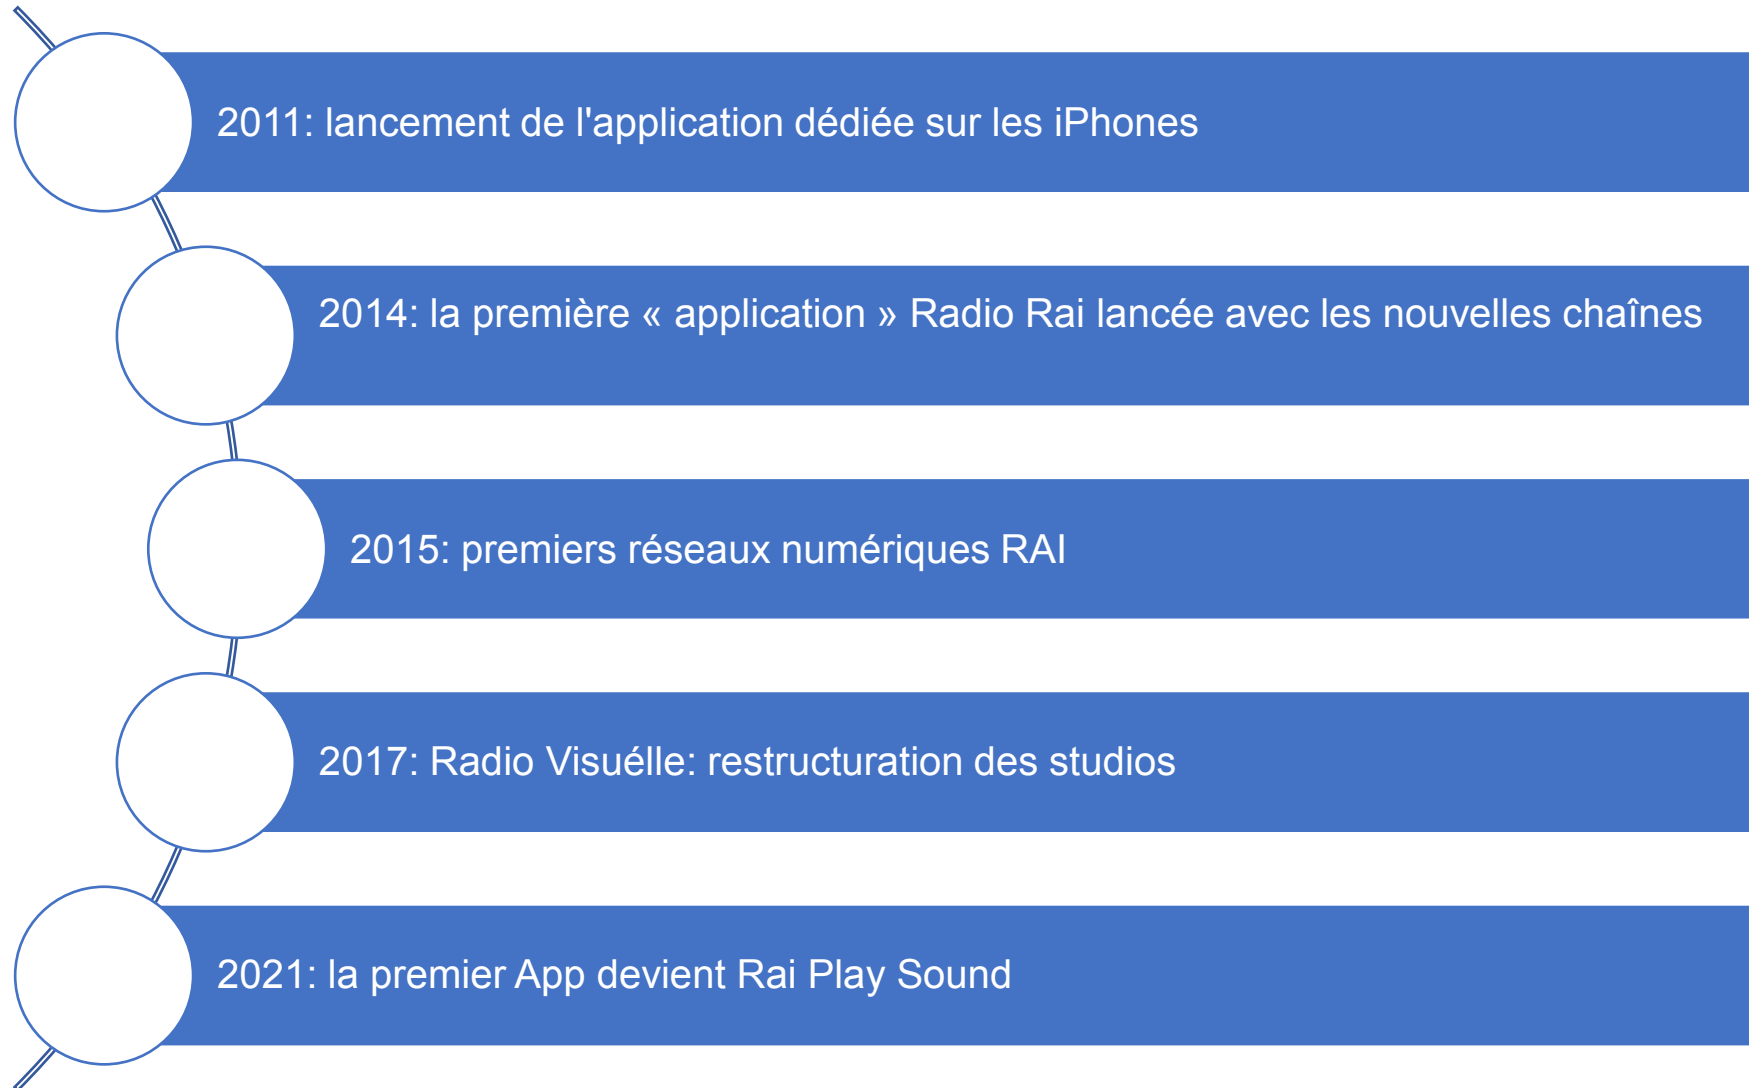 2011: lancement de l'application dédiée sur les iPhones
2014: la première « application » Radio Rai lancée avec les nouvelles chaînes
2015: premiers réseaux numériques RAI
2017: Radio Visuélle: restructuration des studios
2021: la premier App devient Rai Play Sound